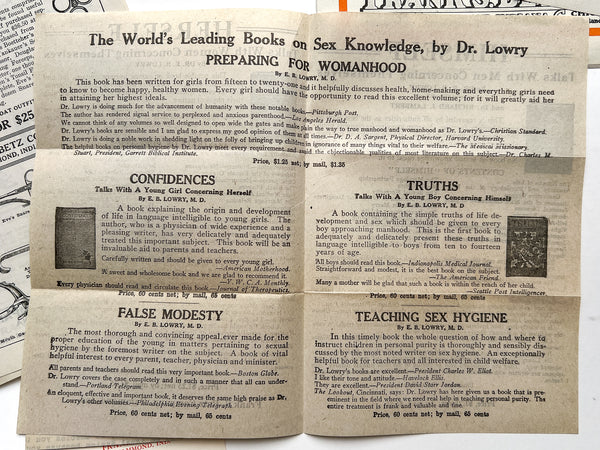 The World's Leading Books on Sex Knowledge, by Dr. Lowry
PREPARING FOR WOMANHOOD
By E. B. LOWRY, M. D.
This book has been written for girls from fifteen to twenty-one and it helpfully discusses health, home-making and everything girls need
to know to become happy, healthy women. Every girl should have the opportunity to read this excellent volume; for it will greatly aid her
in attaining her highest ideals.
Dr. Lowry is doing much for the advancement of humanity with these notable books.—Pittsburgh Post.
The author has rendered signal service to perplexed and anxious parenthood.—Los Angeles Herald.
We cannot think of any volumes so well designed to open wide the gates and make plain the way to true manhood and womanhood as Dr. Lowry's.—Christian Standard.
Dr. Lowry's books are sensible and I am glad to express my good opinion of them at all times.—Dr. D. A. Sargent, Physical Director, Harvard University.
Dr. Lowry is doing a noble work in shedding light on the folly of bringing up children in ignorance of many things vital to their welfare.—The Medical Missionary.
The helpful books on personal hygiene by Dr. Lowry meet every requirement and avoid the objectionable qualities of most literature on this subject.—Dr. Charles M.
Stuart, President, Garrett Biblical Institute.
Price, $1.25 net; by mail, $1.35
CONFIDENCES
Talks With A Young Girl Concerning Herself
By E. B. LOWRY, M. D.
A book explaining the origin and development
of life in language intelligible to young girls. The
author, who is a physician of wide experience and a
pleasing writer, has very delicately and adequately
treated this important subject. This book will be an
invaluable aid to parents and teachers.
Carefully written and should be given to every young girl.
—American Motherhood.
A sweet and wholesome book and we are glad to recommend it.
—Y. W. C. A. Monthly.
Every physician should read and circulate this book.—Journal of Therapeutics.
Price, 60 cents net; by mail, 65 cents
TRUTHS
Talks With A Young Boy Concerning Himself
By E. B. LOWRY, M. D.
A book containing the simple truths of life de-
velopment and sex which should be given to every
boy approaching manhood. This is the first book to
adequately and delicately present these truths in
language intelligible to boys from ten to fourteen
years of age.
All boys should read this book.—Indianapolis Medical Journal.
Straightforward and modest, it is the best book on the subject.
—The American Friend.
Many a mother will be glad that such a book is within the reach of her child.
—Seattle Post Intelligencer.
Price, 60 cents net; by mail, 65 cents
FALSE MODESTY
By E. B. LOWRY, M. D.
The most thorough and convincing appeal ever made for the
proper education of the young in matters pertaining to sexual
hygiene by the foremost writer on the subject. A book of vital
helpful interest to every parent, teacher, physician and minister.
All parents and teachers should read this very important book.—Boston Globe.
Dr. Lowry covers the case completely and in such a manner that all can under-
stand.—Portland Telegram.
An eloquent, effective and important book, it deserves the same high praise as Dr.
Lowry's other volumes.—Philadelphia Evening Telegraph.
Price, 60 cents net; by mail, 65 cents
TEACHING SEX HYGIENE
By E. B. LOWRY, M. D.
In this timely book the whole question of how and where to
instruct children in personal purity is thoroughly and sensibly dis-
cussed by the most noted writer on sex hygiene. An exceptionally
helpful book for teachers and all interested in child welfare.
Dr. Lowry's books are excellent.—President Charles W. Eliot.
I like their tone and attitude.—Havelock Ellis.
They are excellent.—President David Starr Jordan.
The Lookout, Cincinnati, says: Dr. Lowry has been given us a book that is pre-
eminent in the field where we need real help in teaching personal purity. The
entire treatment is frank and valuable and fine.
Price, 60 cents net; by mail, 65 cents
FOR $25
BETZ CO
MMOND, IND